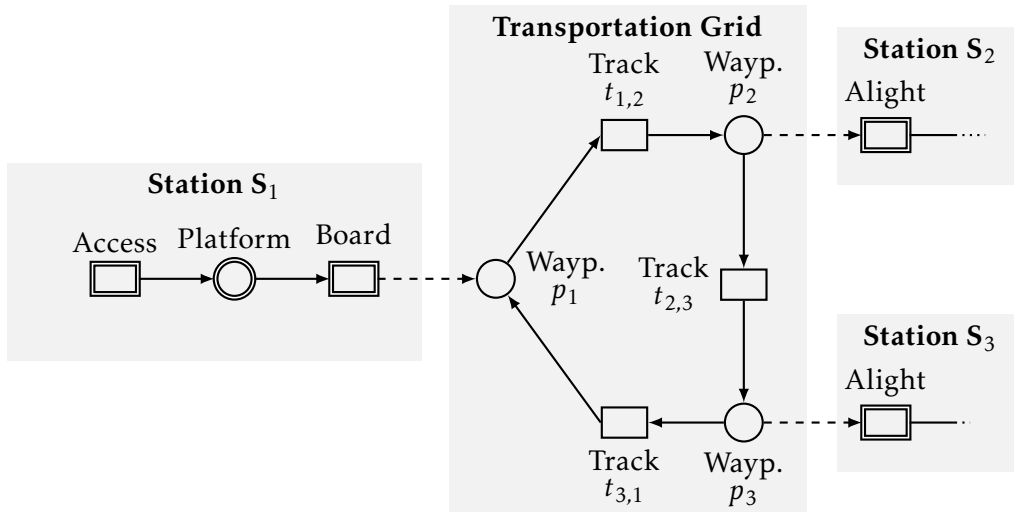 Transportation Grid
Station S₂
Track
t₁,₂
Wayp.
p₂
Alight
Station S₁
Access
Platform
Board
Wayp.
p₁
Track
t₂,₃
Station S₃
Alight
Track
t₃,₁
Wayp.
p₃